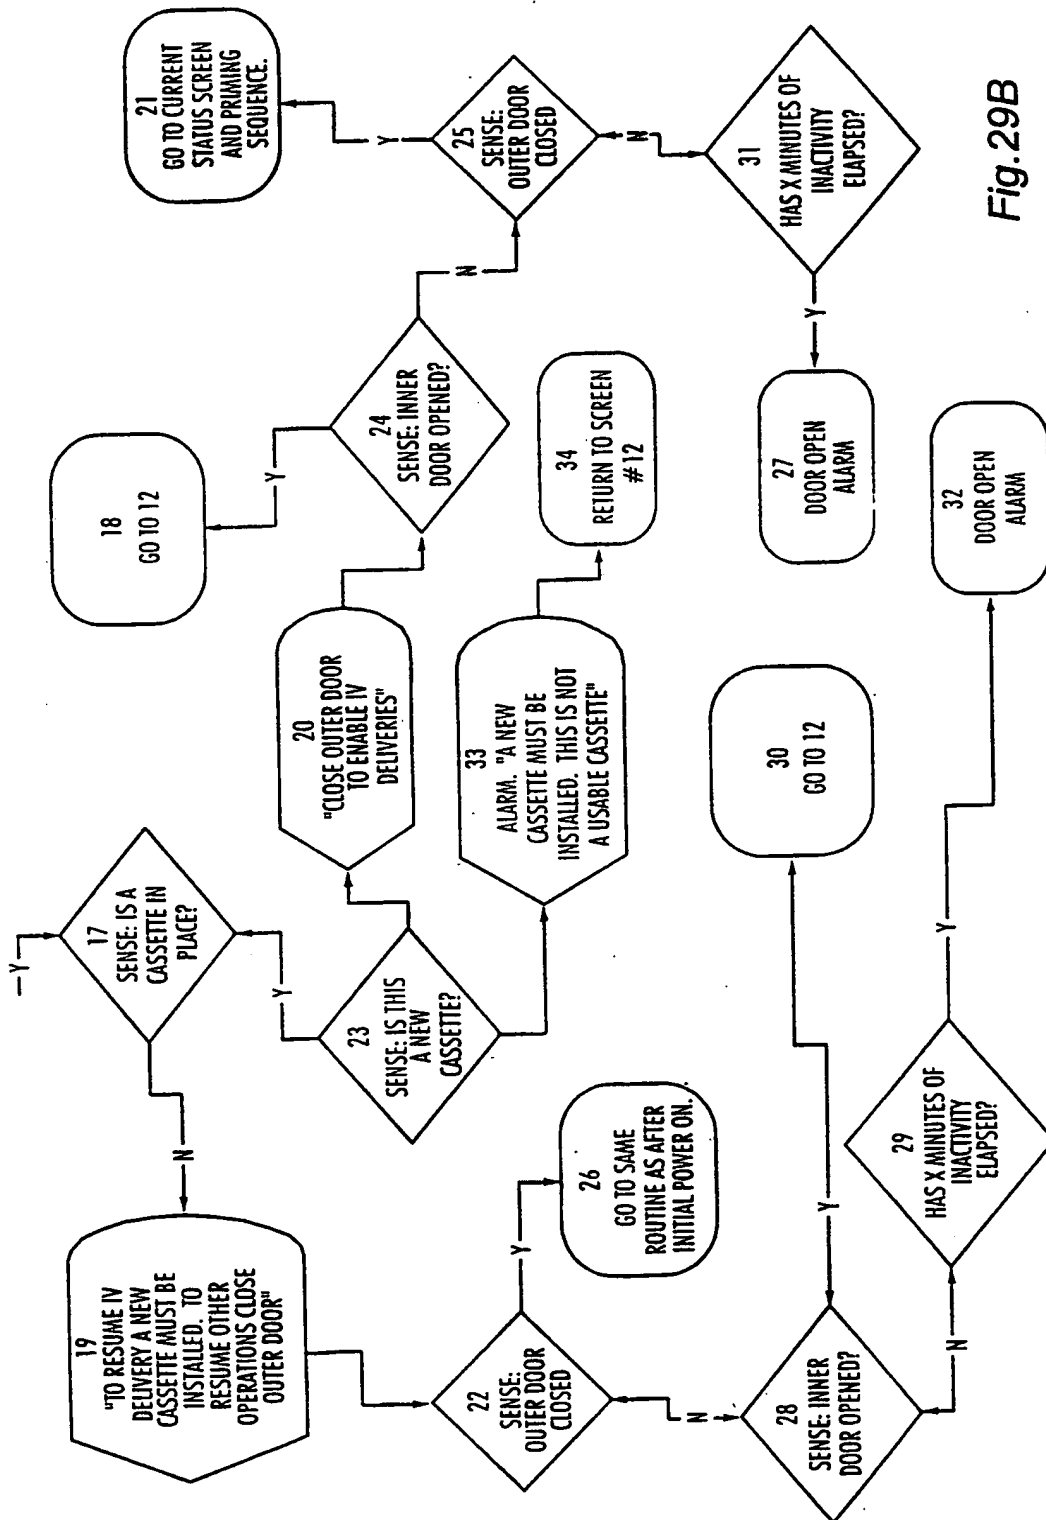 — Y —
17
SENSE: IS A
CASSETTE IN
PLACE?
N
19
"TO RESUME IV
DELIVERY A NEW
CASSETTE MUST BE
INSTALLED. TO
RESUME OTHER
OPERATIONS CLOSE
OUTER DOOR"
Y
23
SENSE: IS THIS
A NEW
CASSETTE?
20
"CLOSE OUTER DOOR
TO ENABLE IV
DELIVERIES"
33
ALARM. "A NEW
CASSETTE MUST BE
INSTALLED. THIS IS NOT
A USABLE CASSETTE"
34
RETURN TO SCREEN
#12
18
GO TO 12
Y
24
SENSE: INNER
DOOR OPENED?
N
21
GO TO CURRENT
STATUS SCREEN
AND PRIMING
SEQUENCE.
Y
25
SENSE:
OUTER DOOR
CLOSED
N
31
HAS X MINUTES OF
INACTIVITY
ELAPSED?
Y
27
DOOR OPEN
ALARM
22
SENSE:
OUTER DOOR
CLOSED
Y
26
GO TO SAME
ROUTINE AS AFTER
INITIAL POWER ON.
N
28
SENSE: INNER
DOOR OPENED?
Y
30
GO TO 12
N
29
HAS X MINUTES OF
INACTIVITY
ELAPSED?
Y
32
DOOR OPEN
ALARM
Fig.29B